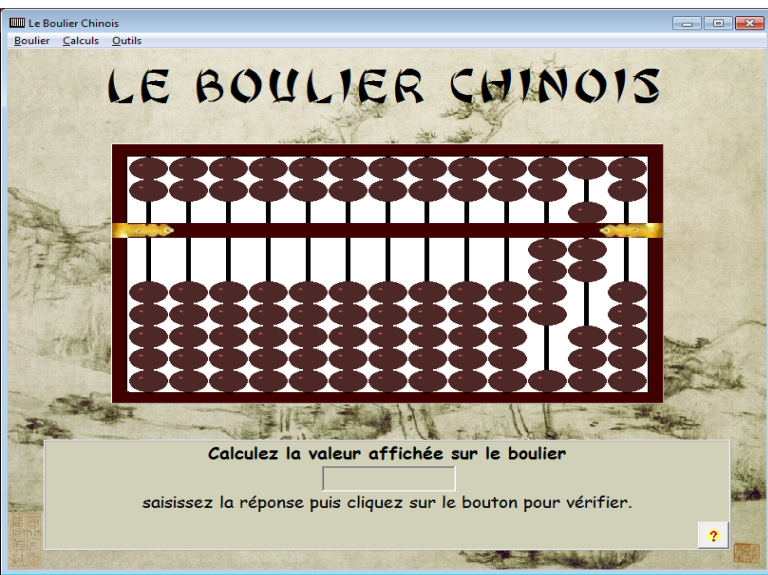 Le Boulier Chinois
Boulier Calculs Outils
LE BOULIER CHINOIS
Calculez la valeur affichée sur le boulier
saisissez la réponse puis cliquez sur le bouton pour vérifier.
?